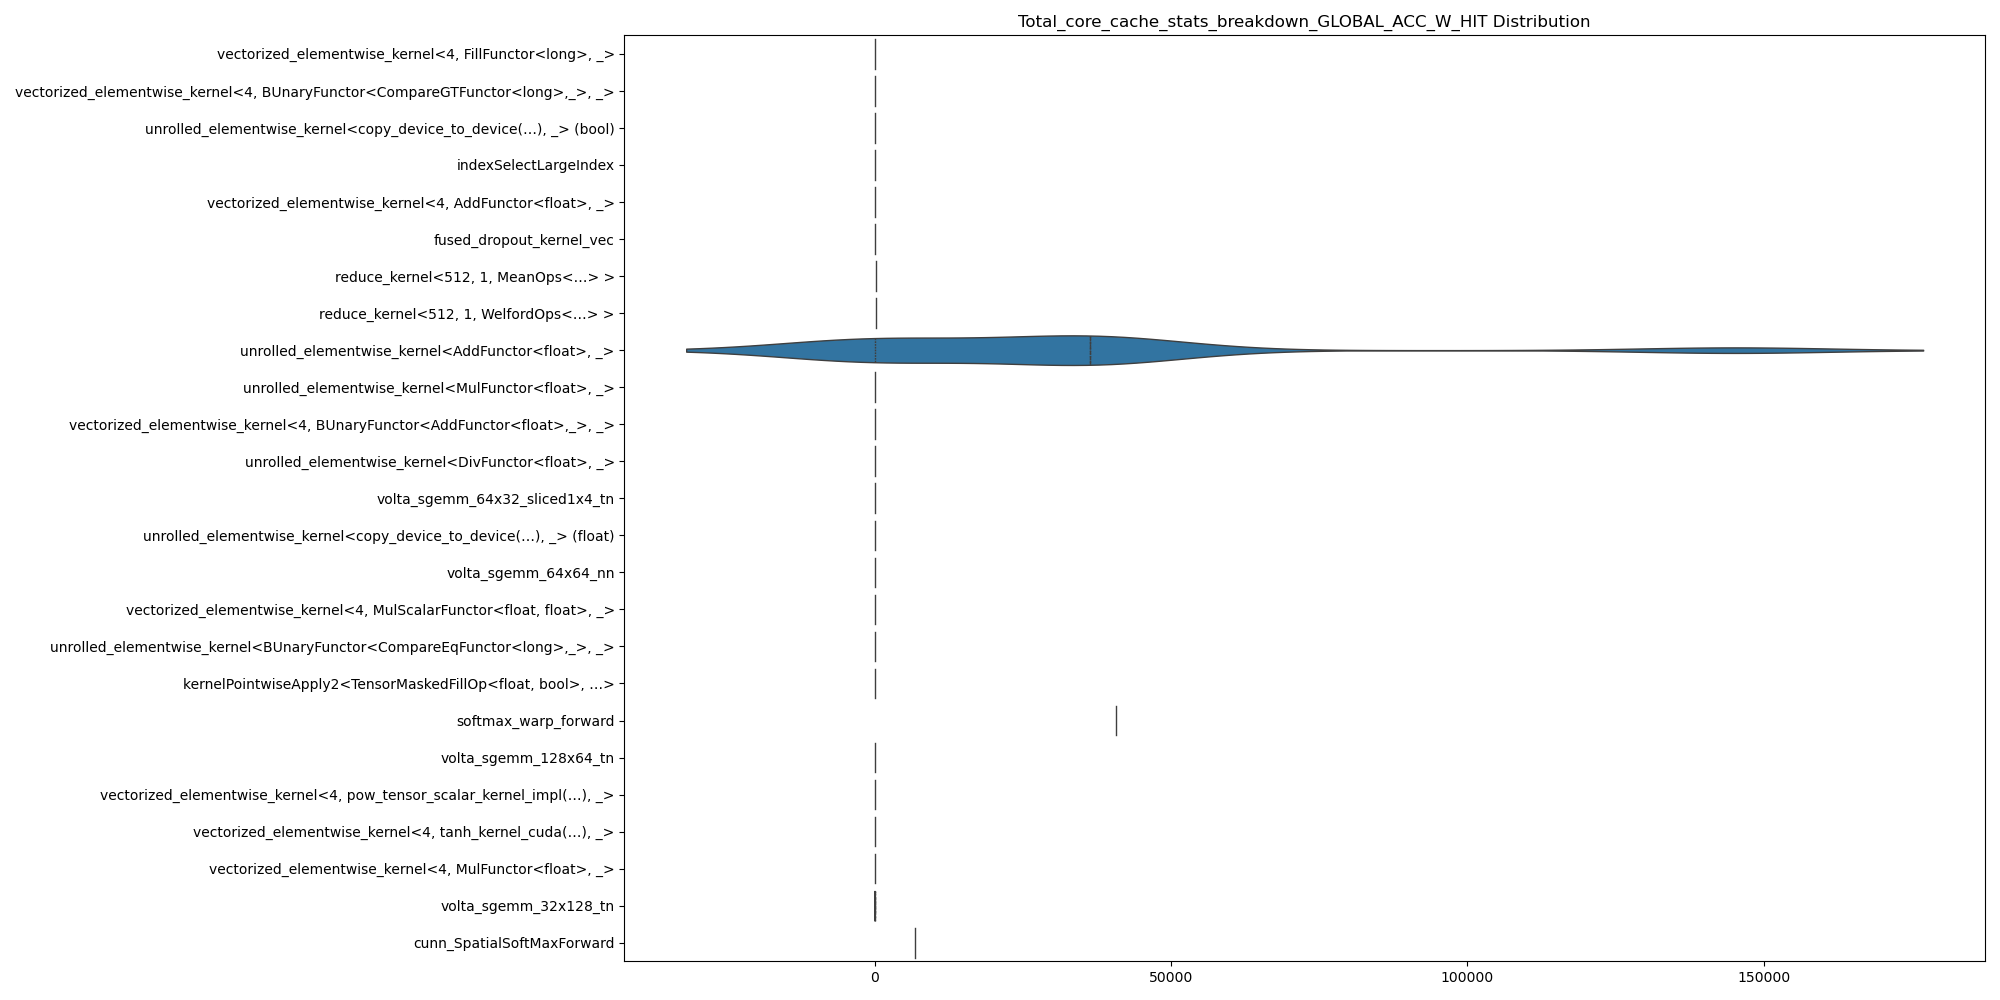 Total_core_cache_stats_breakdown_GLOBAL_ACC_W_HIT Distribution
vectorized_elementwise_kernel<4, FillFunctor<long>, _>
vectorized_elementwise_kernel<4, BUnaryFunctor<CompareGTFunctor<long>,_>, _>
unrolled_elementwise_kernel<copy_device_to_device(...), _> (bool)
indexSelectLargeIndex
vectorized_elementwise_kernel<4, AddFunctor<float>, _>
fused_dropout_kernel_vec
reduce_kernel<512, 1, MeanOps<...> >
reduce_kernel<512, 1, WelfordOps<...> >
unrolled_elementwise_kernel<AddFunctor<float>, _>
unrolled_elementwise_kernel<MulFunctor<float>, _>
vectorized_elementwise_kernel<4, BUnaryFunctor<AddFunctor<float>,_>, _>
unrolled_elementwise_kernel<DivFunctor<float>, _>
volta_sgemm_64x32_sliced1x4_tn
unrolled_elementwise_kernel<copy_device_to_device(...), _> (float)
volta_sgemm_64x64_nn
vectorized_elementwise_kernel<4, MulScalarFunctor<float, float>, _>
unrolled_elementwise_kernel<BUnaryFunctor<CompareEqFunctor<long>,_>, _>
kernelPointwiseApply2<TensorMaskedFillOp<float, bool>, ...>
softmax_warp_forward
volta_sgemm_128x64_tn
vectorized_elementwise_kernel<4, pow_tensor_scalar_kernel_impl(...), _>
vectorized_elementwise_kernel<4, tanh_kernel_cuda(...), _>
vectorized_elementwise_kernel<4, MulFunctor<float>, _>
volta_sgemm_32x128_tn
cunn_SpatialSoftMaxForward
0 50000 100000 150000